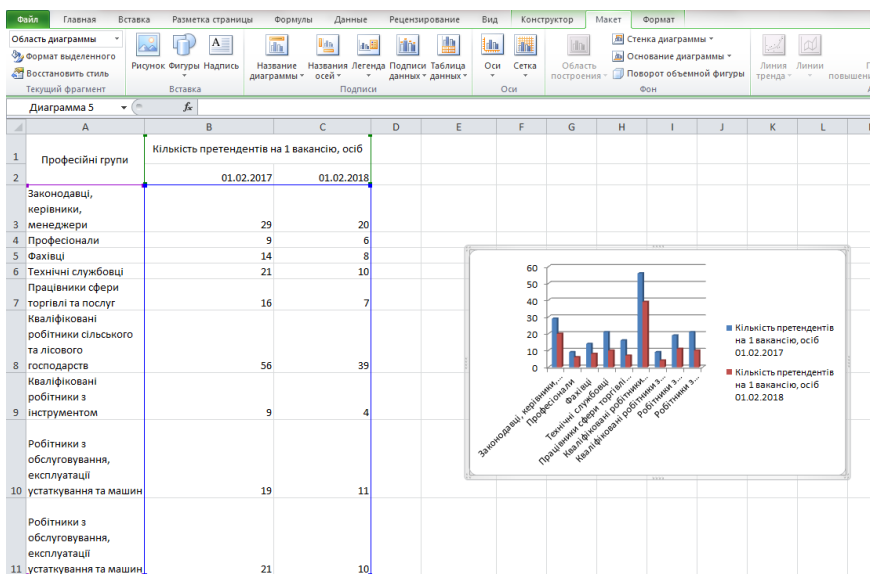 Файл Главная Вставка Разметка страницы Формулы Данные Рецензирование Вид Конструктор Макет Формат
Область диаграммы
Формат выделенного
Восстановить стиль
Текущий фрагмент
Рисунок Фигуры Надпись
Вставка
Название диаграммы
Названия осей
Легенда
Подписи данных
Таблица данных
Подписи
Оси Сетка
Оси
Область построения
Стенка диаграммы
Основание диаграммы
Поворот объемной фигуры
Фон
Линия тренда
Линии
Диаграмма 5
fx
A B C D E F G H I J K L
1 Професійні групи Кількість претендентів на 1 вакансію, осіб
2 01.02.2017 01.02.2018
Законодавці,
керівники,
3 менеджери 29 20
4 Професіонали 9 6
5 Фахівці 14 8
6 Технічні службовці 21 10
Працівники сфери
7 торгівлі та послуг 16 7
Кваліфіковані
робітники сільського
та лісового
8 господарств 56 39
Кваліфіковані
робітники з
9 інструментом 9 4
Робітники з
обслуговування,
експлуатації
10 устаткування та машин 19 11
Робітники з
обслуговування,
експлуатації
11 устаткування та машин 21 10
60
50
40
30
20
10
0
Законодавці, керівники,...
Професіонали
Фахівці
Технічні службовці
Працівники сфери торгівлі...
Кваліфіковані робітники...
Кваліфіковані робітники з...
Робітники з...
Робітники з...
Кількість претендентів
на 1 вакансію, осіб
01.02.2017
Кількість претендентів
на 1 вакансію, осіб
01.02.2018